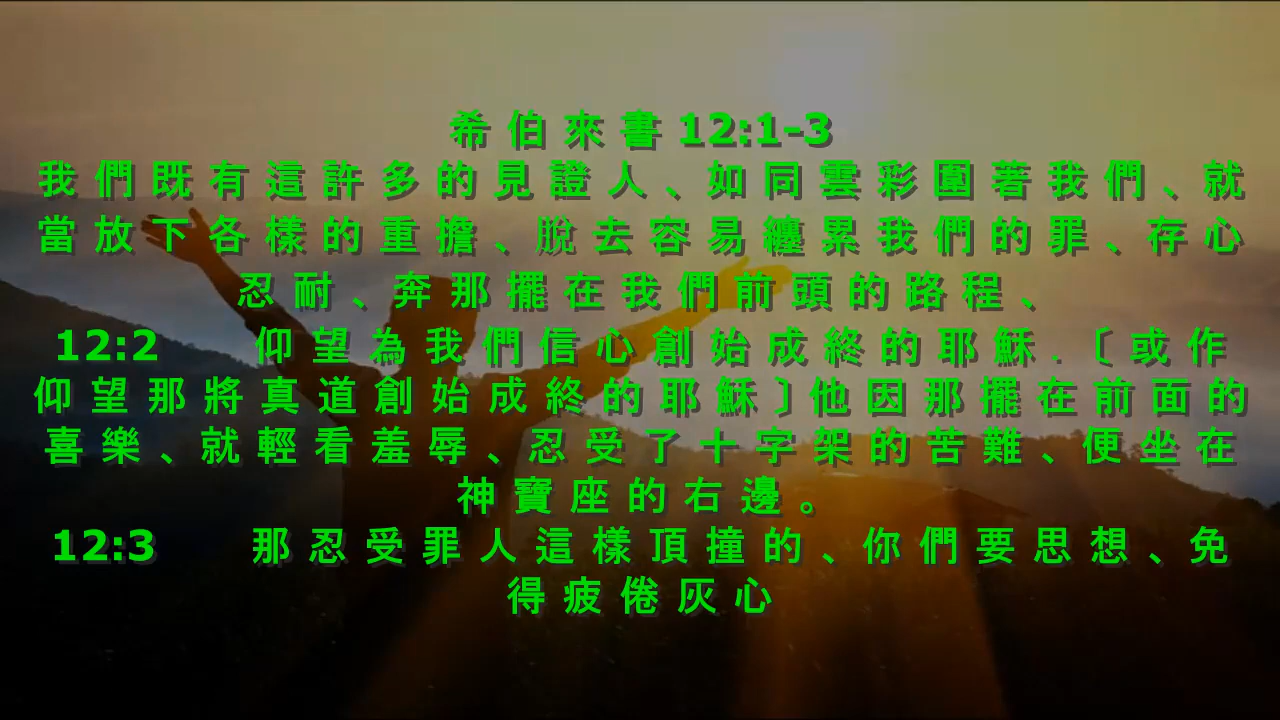 希伯來書 12:1-3
我們既有這許多的見證人、如同雲彩圍著我們、就
當放下各樣的重擔、脫去容易纏累我們的罪、存心
忍耐、奔那擺在我們前頭的路程、
12:2 仰望為我們信心創始成終的耶穌.〔或作
仰望那將真道創始成終的耶穌〕他因那擺在前面的
喜樂、就輕看羞辱、忍受了十字架的苦難、便坐在
神寶座的右邊。
12:3 那忍受罪人這樣頂撞的、你們要思想、免
得疲倦灰心